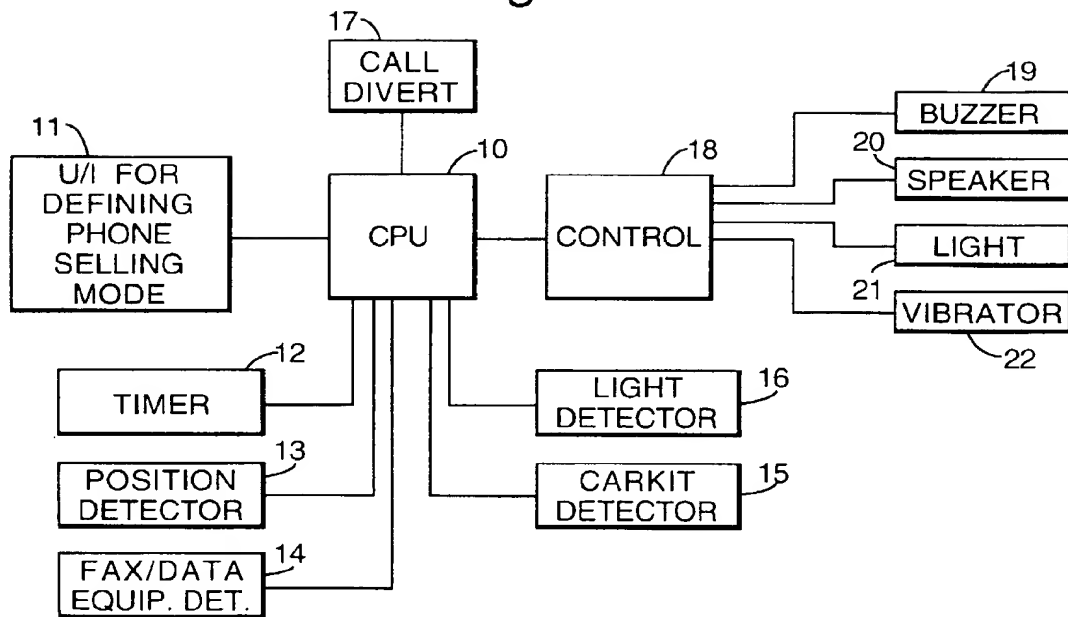 17
CALL
DIVERT
11
U/I FOR
DEFINING
PHONE
SELLING
MODE
10
CPU
18
CONTROL
19
BUZZER
20
SPEAKER
LIGHT
21
VIBRATOR
22
12
TIMER
13
POSITION
DETECTOR
14
FAX/DATA
EQUIP. DET.
LIGHT
DETECTOR
16
CARKIT
DETECTOR
15